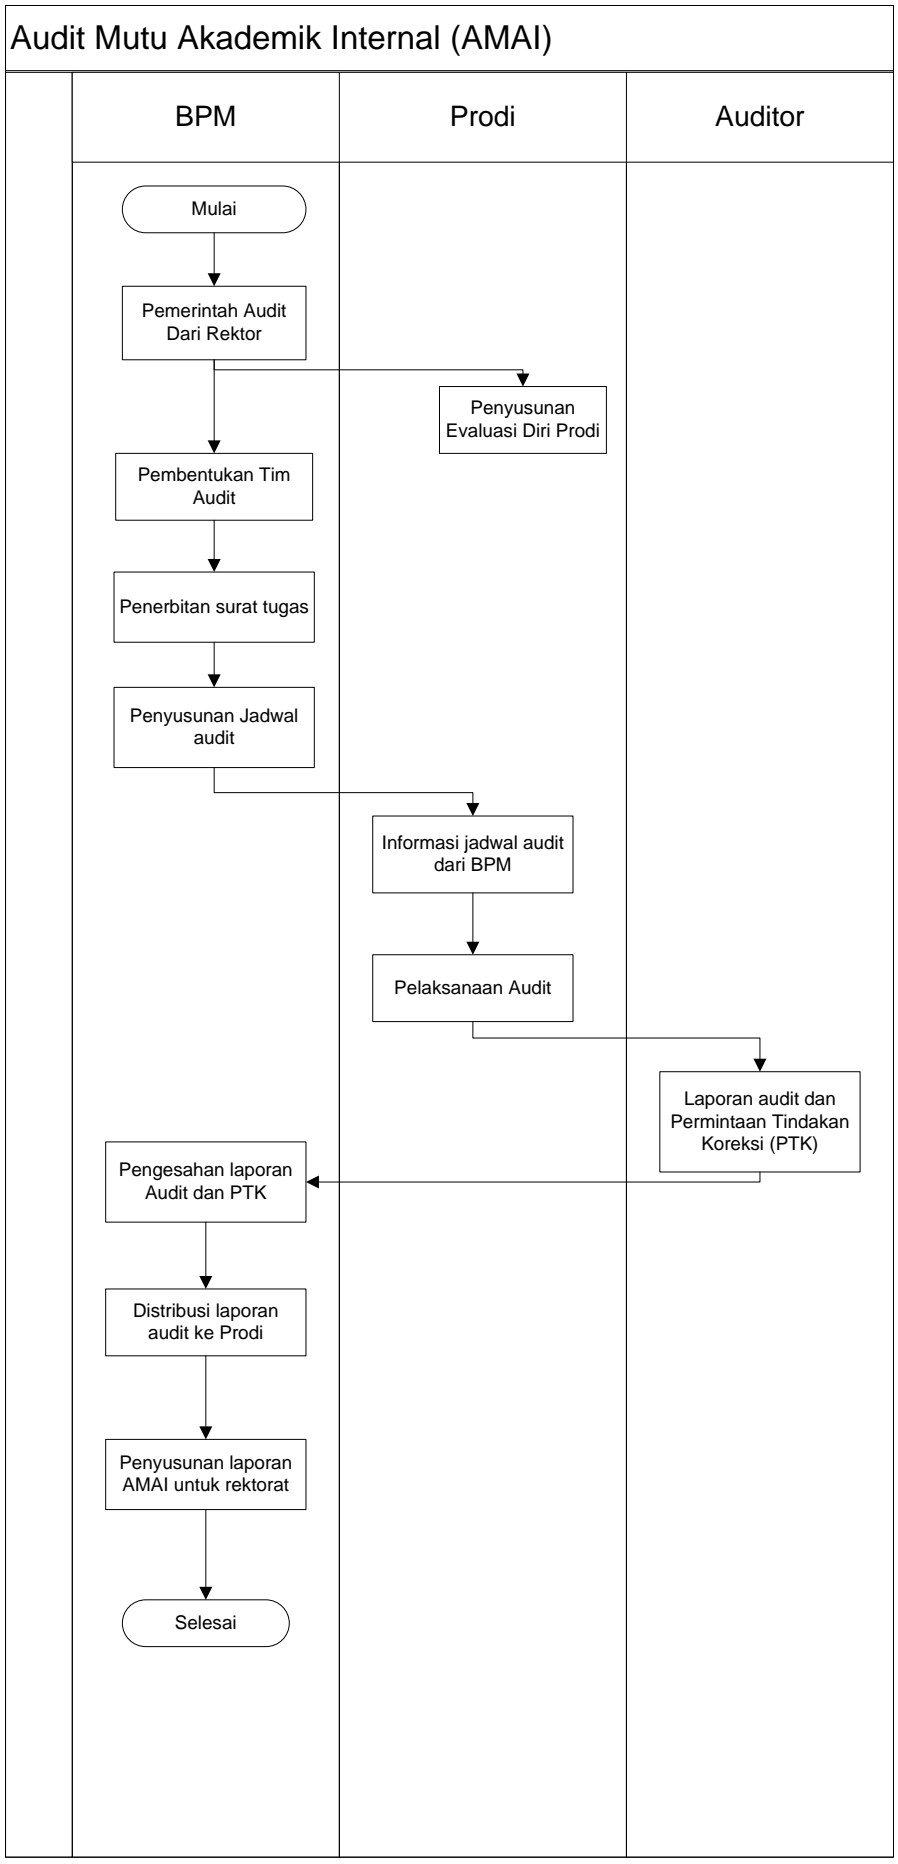 Audit Mutu Akademik Internal (AMAI)
BPM
Prodi
Auditor
Mulai
Pemerintah Audit
Dari Rektor
Penyusunan
Evaluasi Diri Prodi
Pembentukan Tim
Audit
Penerbitan surat tugas
Penyusunan Jadwal
audit
Informasi jadwal audit
dari BPM
Pelaksanaan Audit
Laporan audit dan
Permintaan Tindakan
Koreksi (PTK)
Pengesahan laporan
Audit dan PTK
Distribusi laporan
audit ke Prodi
Penyusunan laporan
AMAI untuk rektorat
Selesai